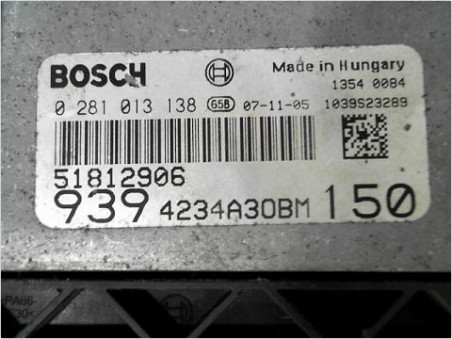 BOSCH Made in Hungary
1354 0084
0 281 013 138 65B 07-11-05 1039S23289
51812906
939 4234A30BM 150
PA66-